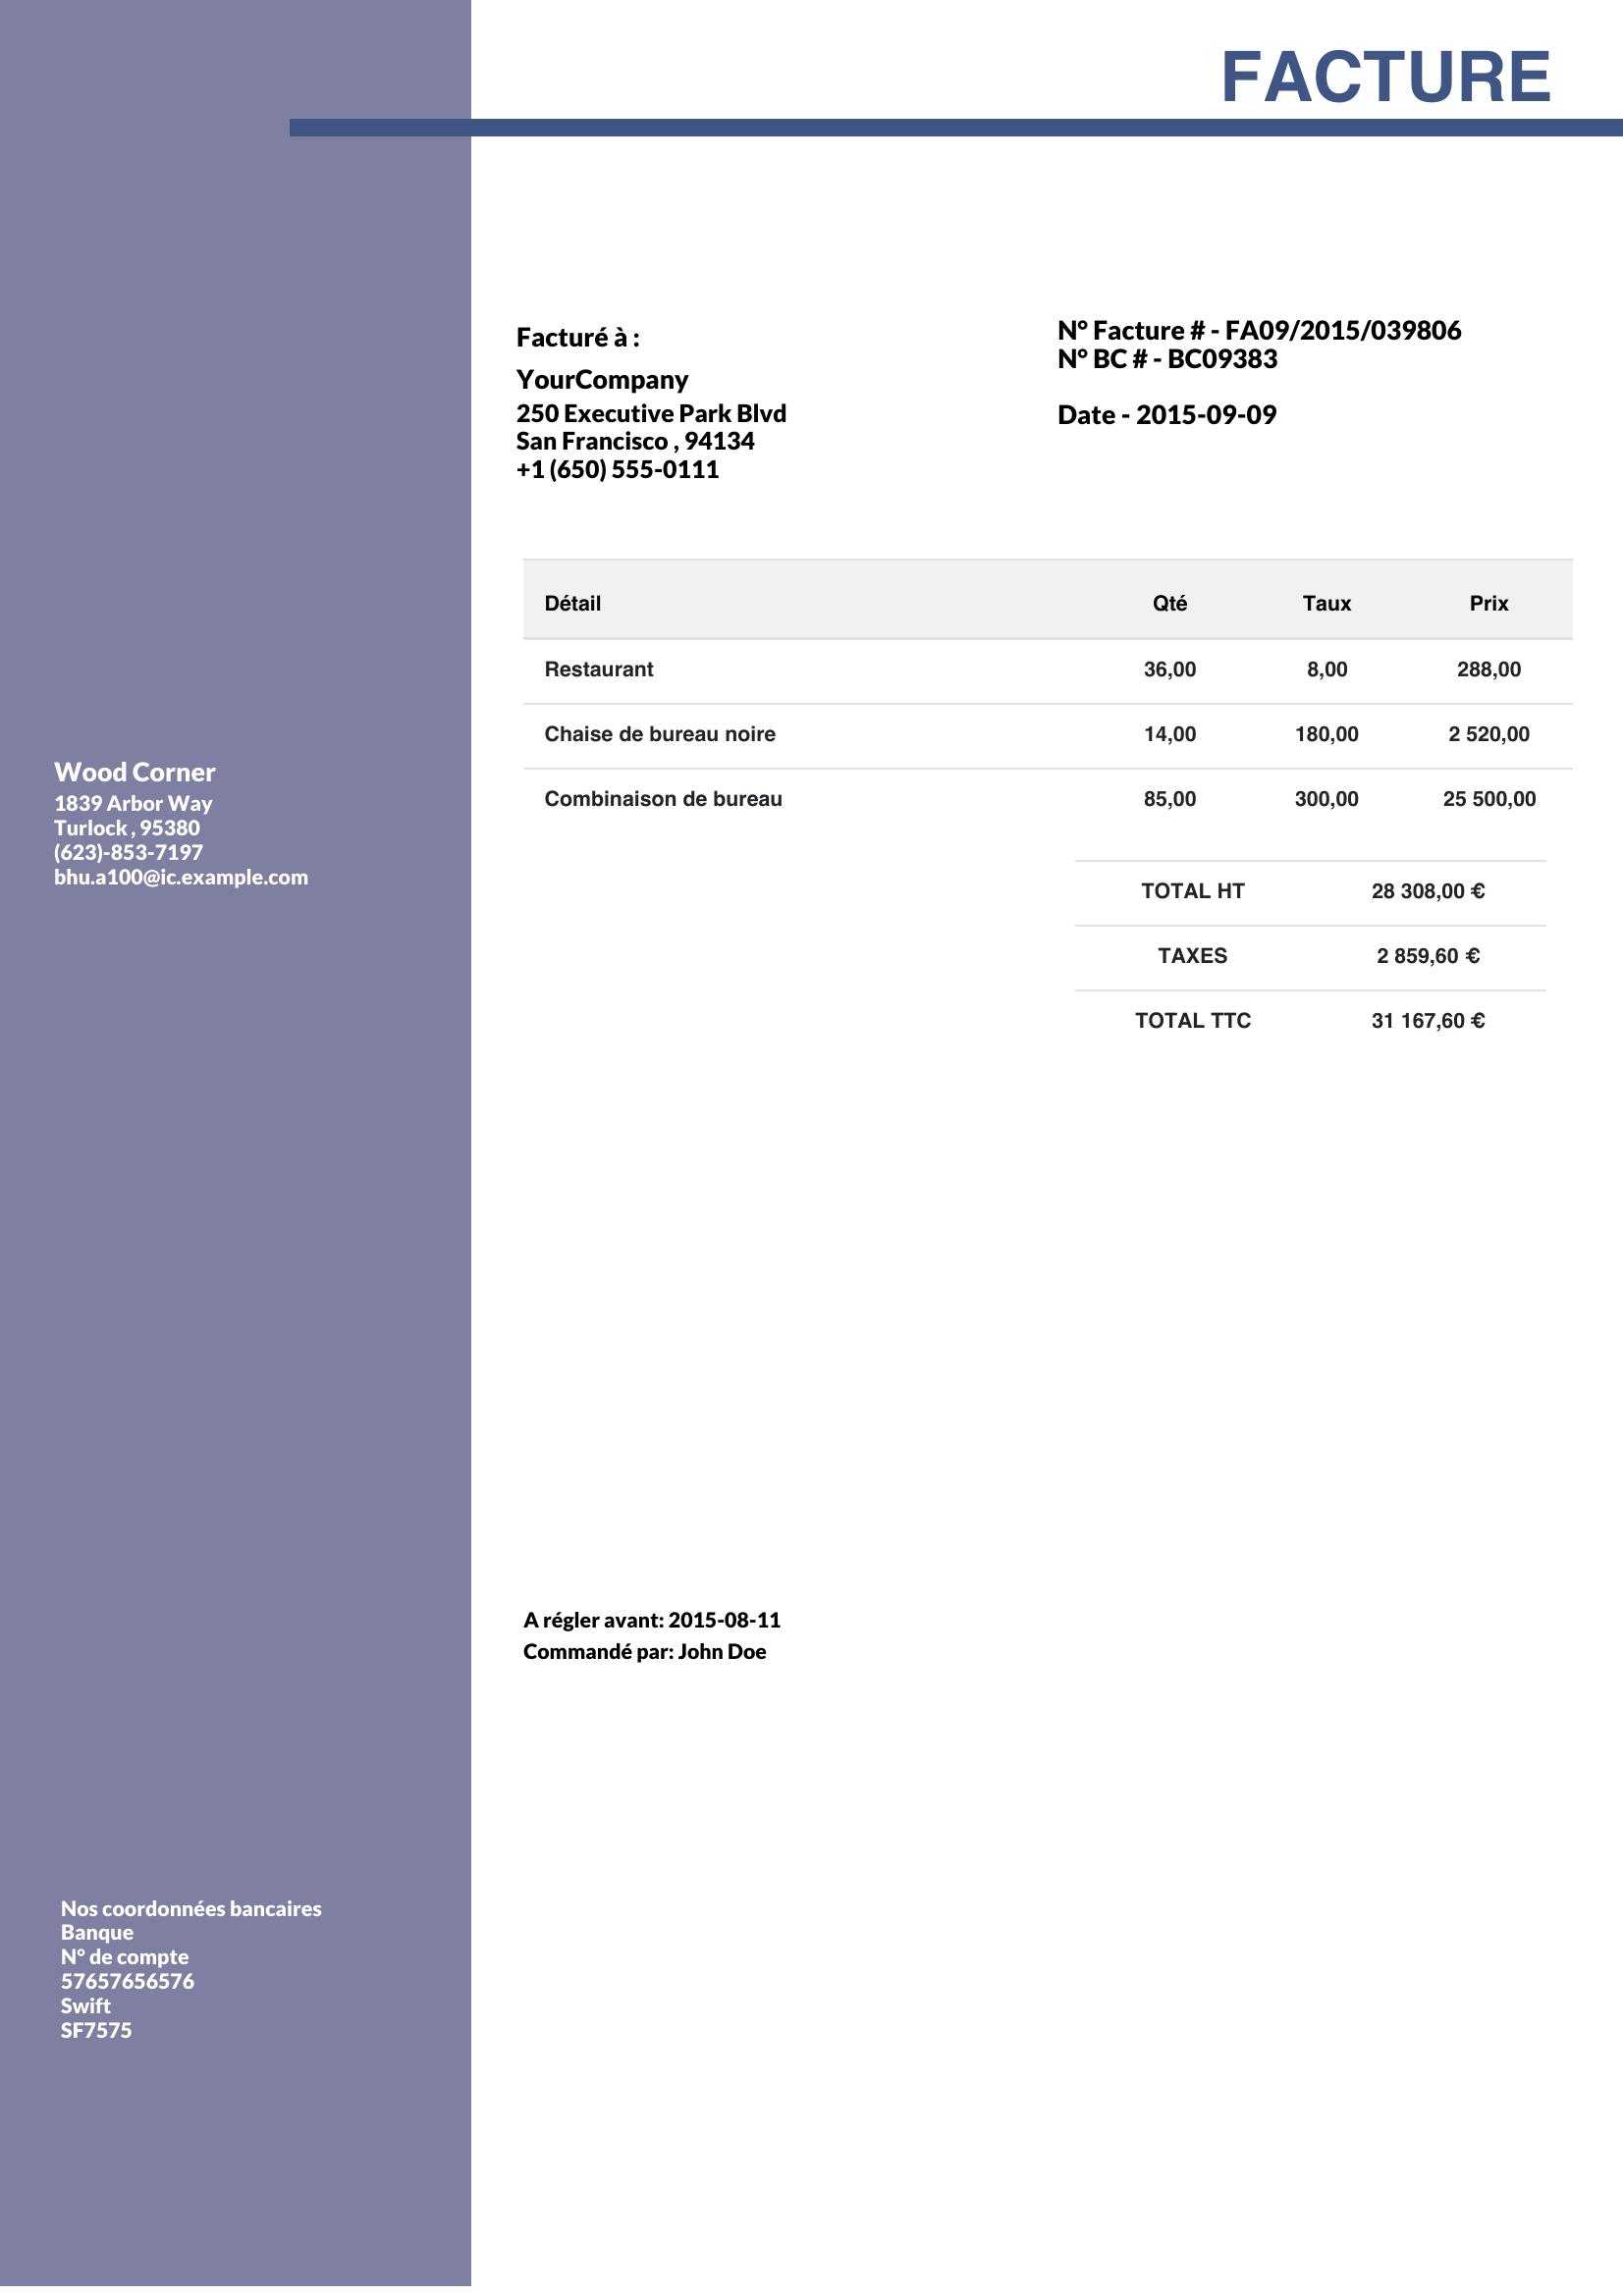 FACTURE
Facturé à :
YourCompany
250 Executive Park Blvd
San Francisco , 94134
+1 (650) 555-0111
N° Facture # - FA09/2015/039806
N° BC # - BC09383
Date - 2015-09-09
Détail Qté Taux Prix
Restaurant 36,00 8,00 288,00
Chaise de bureau noire 14,00 180,00 2 520,00
Combinaison de bureau 85,00 300,00 25 500,00
TOTAL HT 28 308,00 €
TAXES 2 859,60 €
TOTAL TTC 31 167,60 €
Wood Corner
1839 Arbor Way
Turlock , 95380
(623)-853-7197
bhu.a100@ic.example.com
A régler avant: 2015-08-11
Commandé par: John Doe
Nos coordonnées bancaires
Banque
N° de compte
57657656576
Swift
SF7575